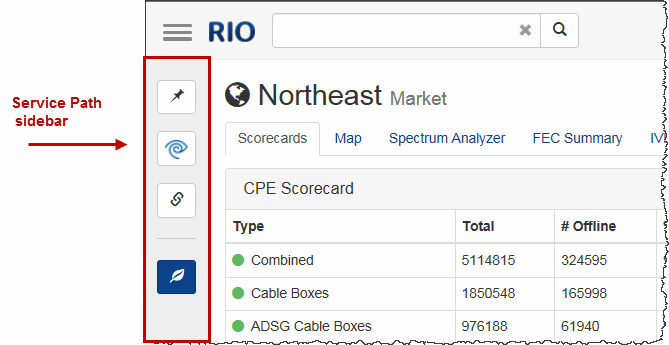 RIO
Service Path
sidebar
Northeast Market
Scorecards Map Spectrum Analyzer FEC Summary
CPE Scorecard
Type Total # Offline
Combined 5114815 324595
Cable Boxes 1850548 165998
ADSG Cable Boxes 976188 61940